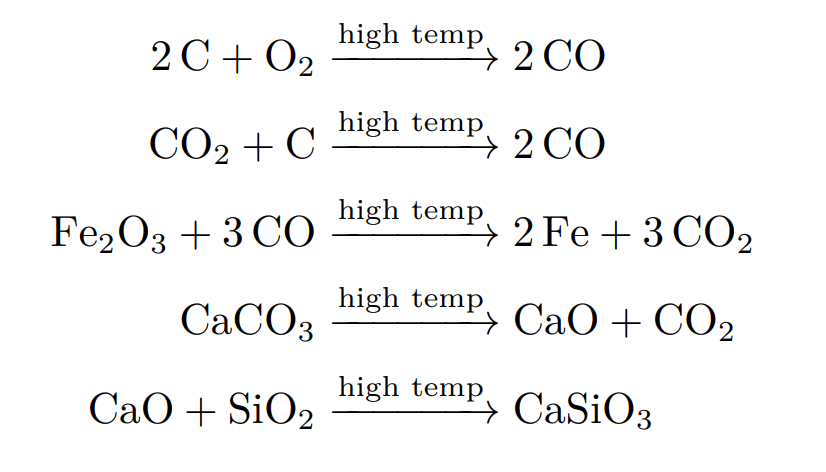 2 C + O₂ —high temp→ 2 CO
CO₂ + C —high temp→ 2 CO
Fe₂O₃ + 3 CO —high temp→ 2 Fe + 3 CO₂
CaCO₃ —high temp→ CaO + CO₂
CaO + SiO₂ —high temp→ CaSiO₃